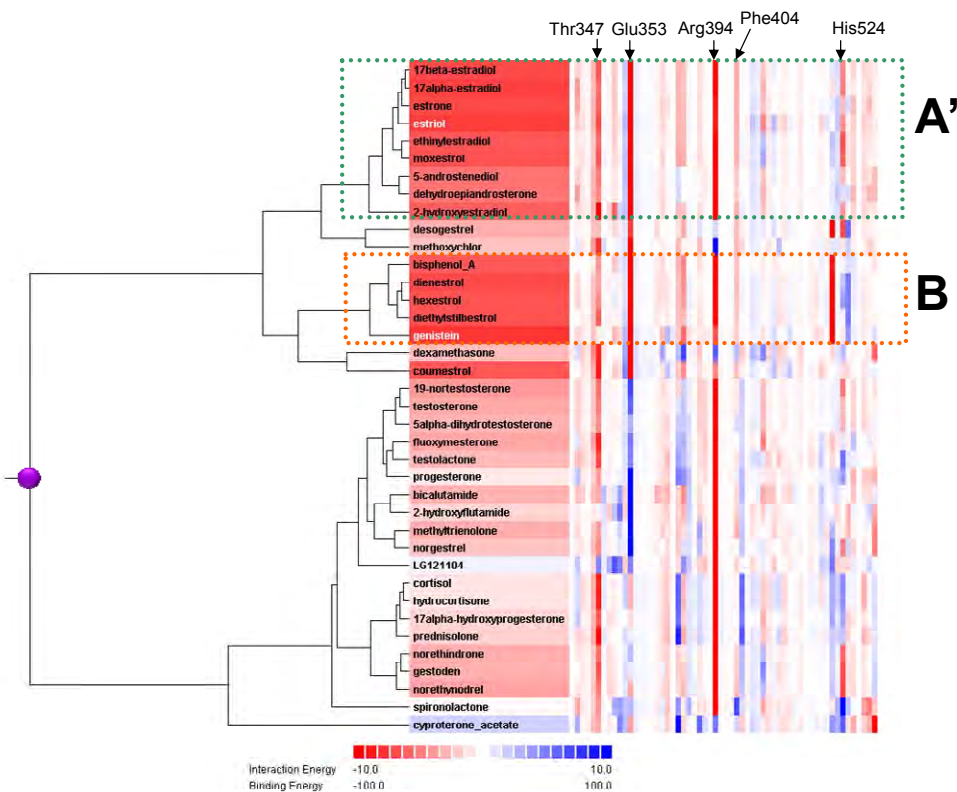 Thr347 Glu353 Arg394 Phe404 His524
A’
17beta-estradiol
17alpha-estradiol
estrone
estriol
ethinylestradiol
moxestrol
5-androstenediol
dehydroepiandrosterone
2-hydroxyestradiol
desogestrel
methoxychlor
B
bisphenol_A
dienestrol
hexestrol
diethylstilbestrol
genistein
dexamethasone
coumestrol
19-nortestosterone
testosterone
5alpha-dihydrotestosterone
fluoxymesterone
testolactone
progesterone
bicalutamide
2-hydroxyflutamide
methyltrienolone
norgestrel
LG121104
cortisol
hydrocortisone
17alpha-hydroxyprogesterone
prednisolone
norethindrone
gestoden
norethynodrel
spironolactone
cyproterone_acetate
Interaction Energy -10.0 10.0
Binding Energy -100.0 100.0